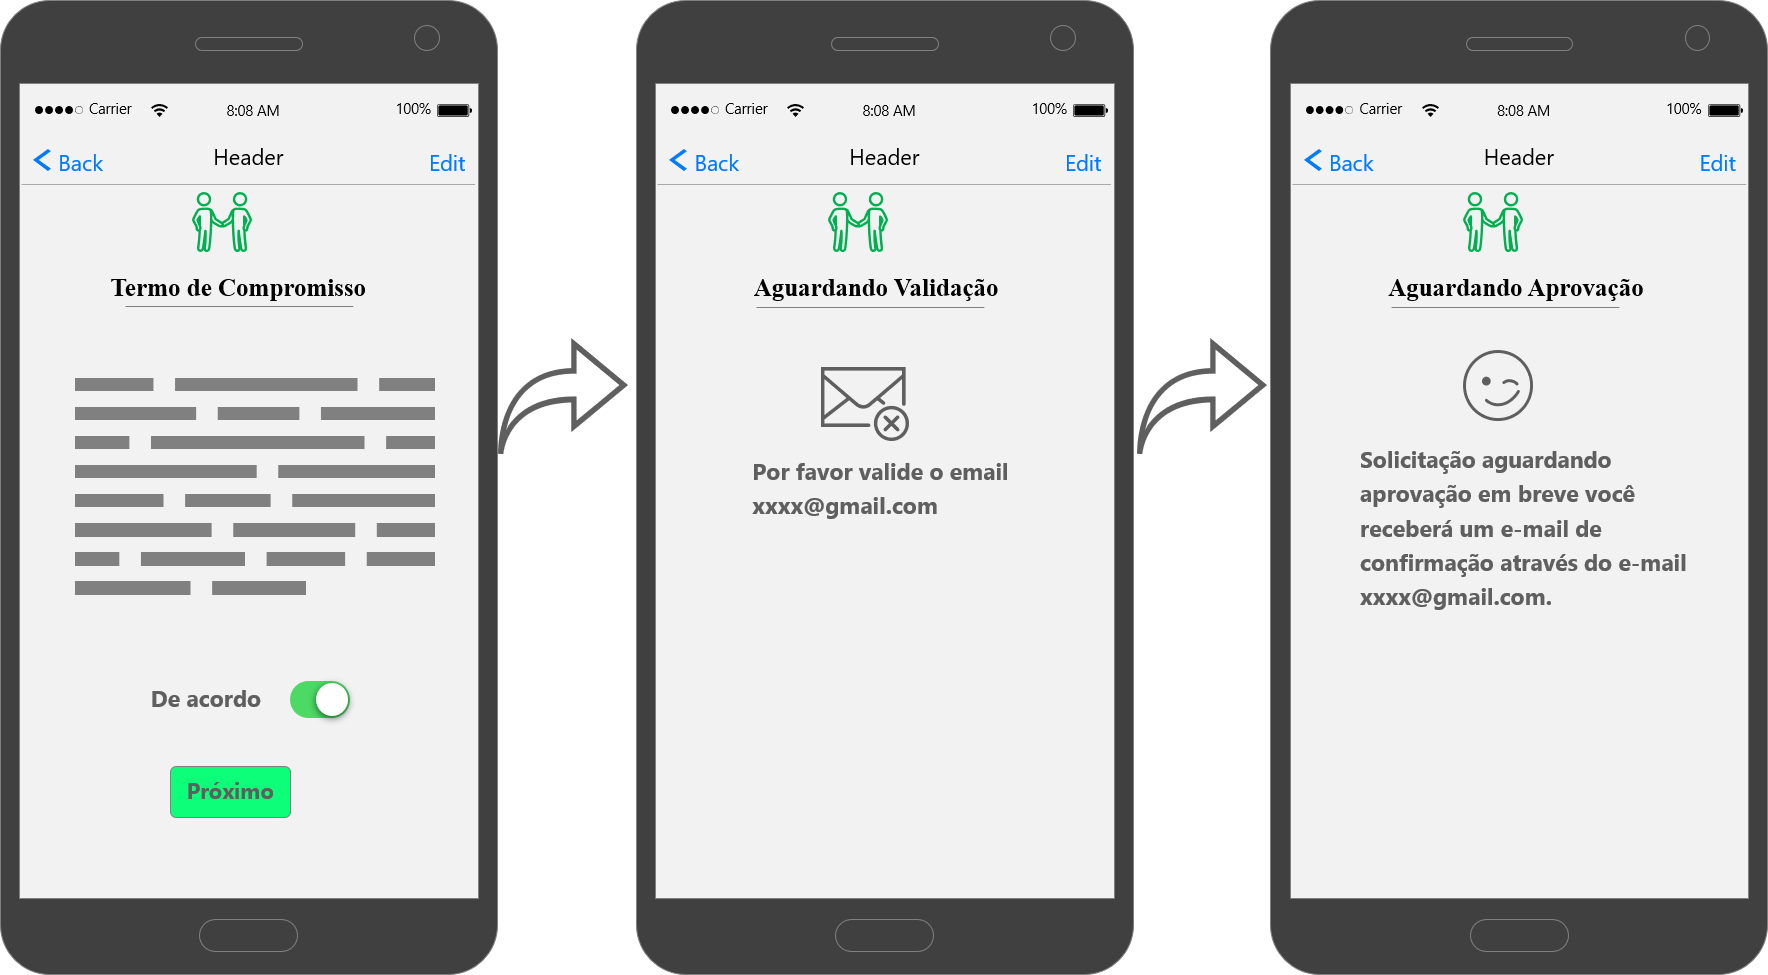 Carrier 8:08 AM 100%
Back Header Edit
Termo de Compromisso
De acordo
Próximo
Carrier 8:08 AM 100%
Back Header Edit
Aguardando Validação
Por favor valide o email
xxxx@gmail.com
Carrier 8:08 AM 100%
Back Header Edit
Aguardando Aprovação
Solicitação aguardando
aprovação em breve você
receberá um e-mail de
confirmação através do e-mail
xxxx@gmail.com.